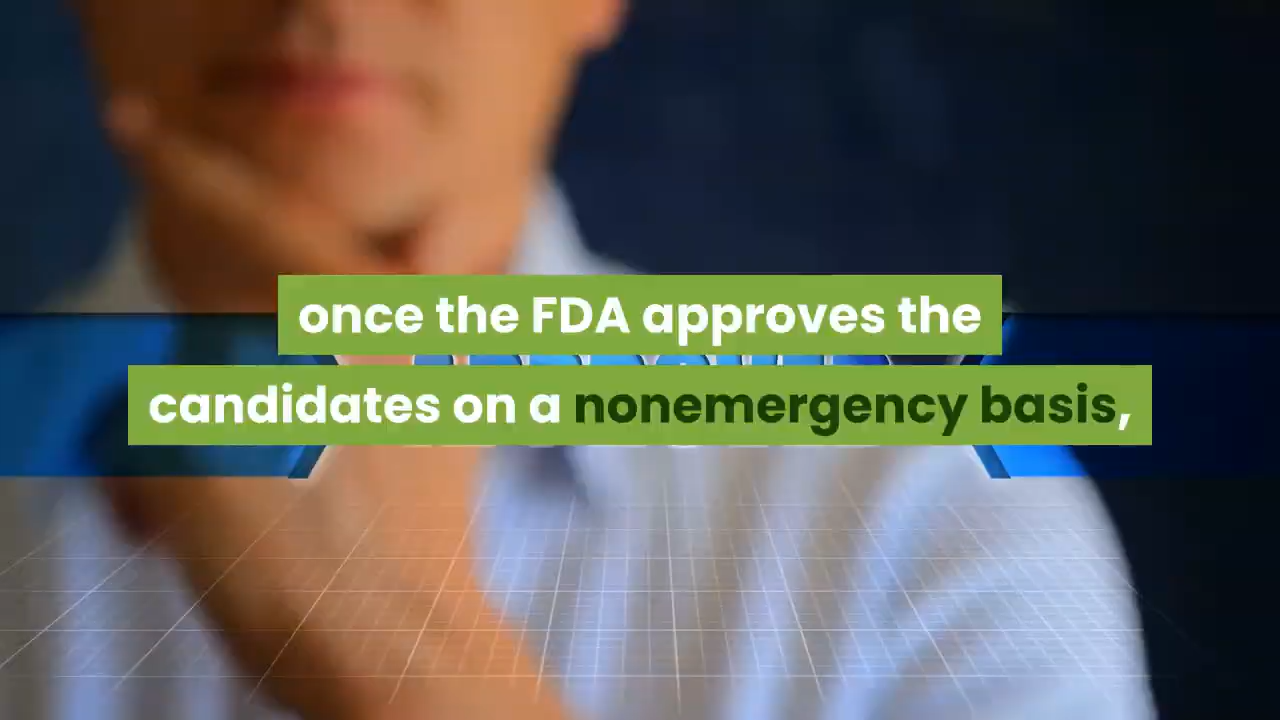 once the FDA approves the
candidates on a nonemergency basis,